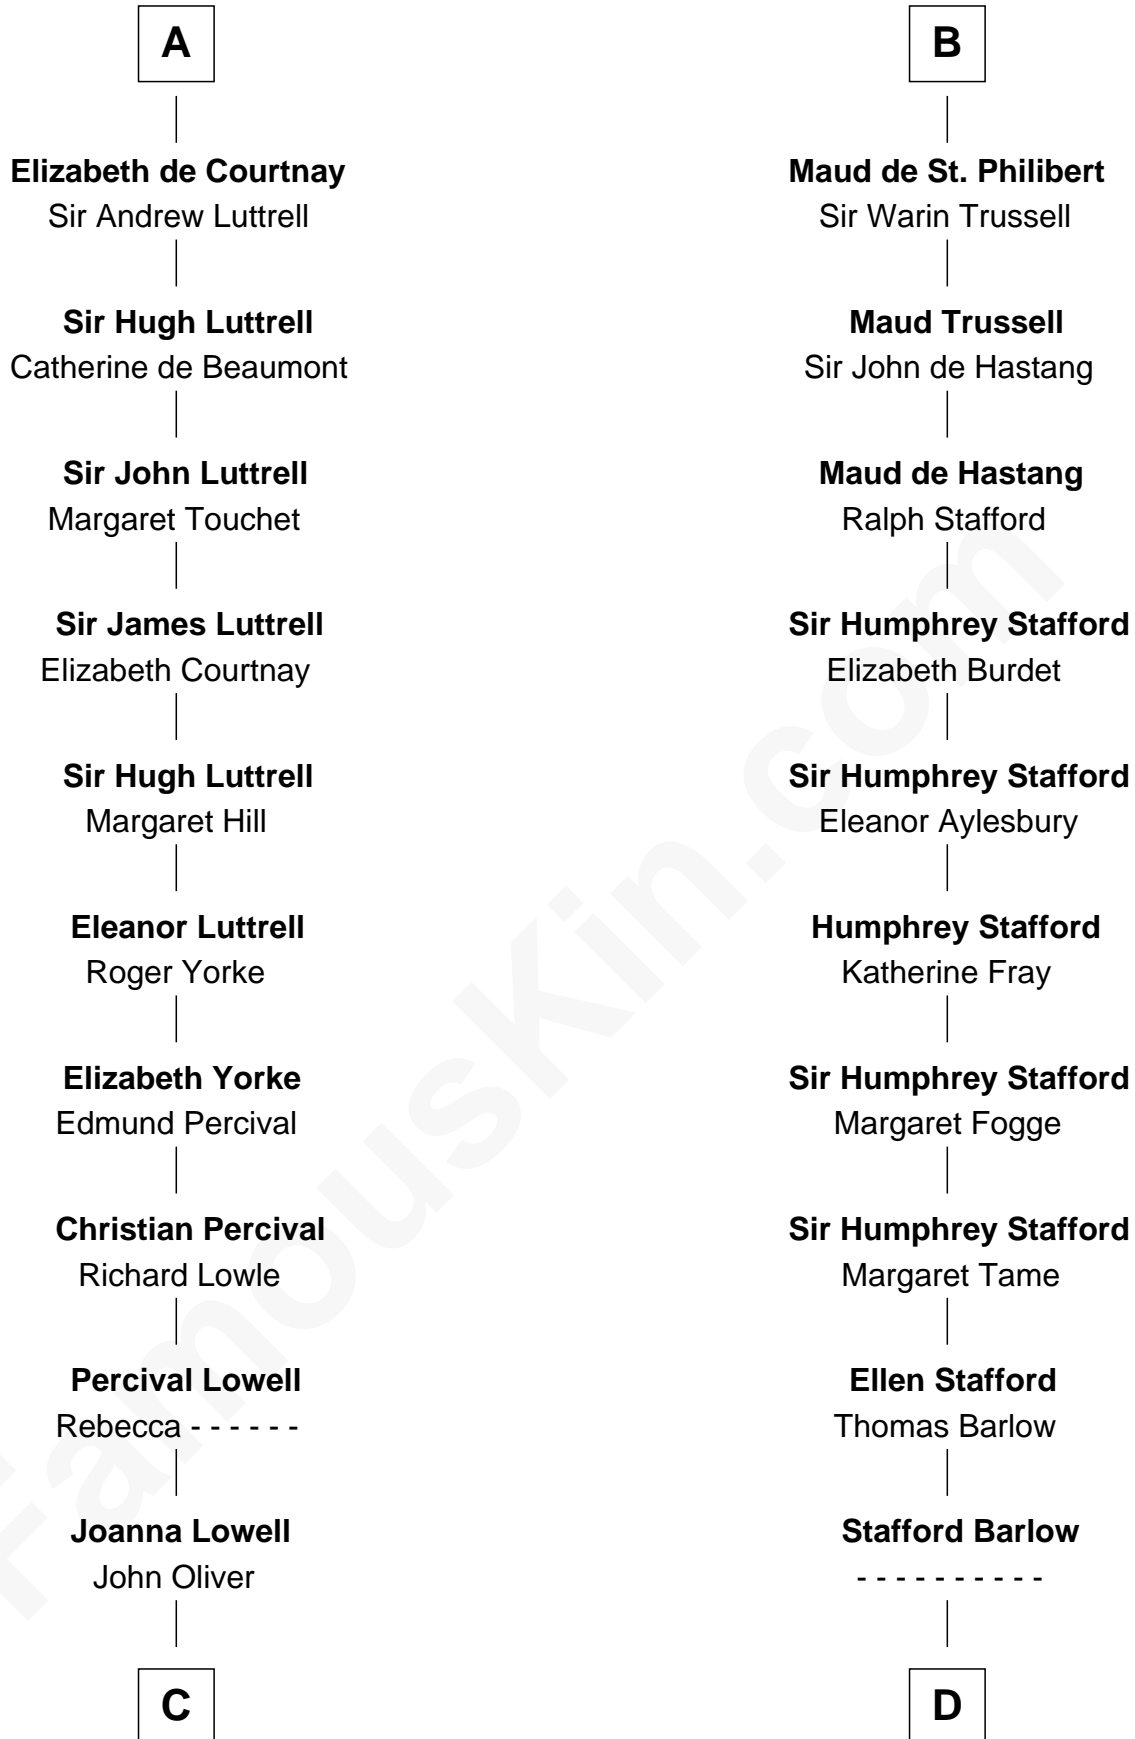 A
Elizabeth de Courtnay
Sir Andrew Luttrell
Sir Hugh Luttrell
Catherine de Beaumont
Sir John Luttrell
Margaret Touchet
Sir James Luttrell
Elizabeth Courtnay
Sir Hugh Luttrell
Margaret Hill
Eleanor Luttrell
Roger Yorke
Elizabeth Yorke
Edmund Percival
Christian Percival
Richard Lowle
Percival Lowell
Rebecca - - - - - -
Joanna Lowell
John Oliver
C
B
Maud de St. Philibert
Sir Warin Trussell
Maud Trussell
Sir John de Hastang
Maud de Hastang
Ralph Stafford
Sir Humphrey Stafford
Elizabeth Burdet
Sir Humphrey Stafford
Eleanor Aylesbury
Humphrey Stafford
Katherine Fray
Sir Humphrey Stafford
Margaret Fogge
Sir Humphrey Stafford
Margaret Tame
Ellen Stafford
Thomas Barlow
Stafford Barlow
- - - - - - - - - -
D
FamousKin.com